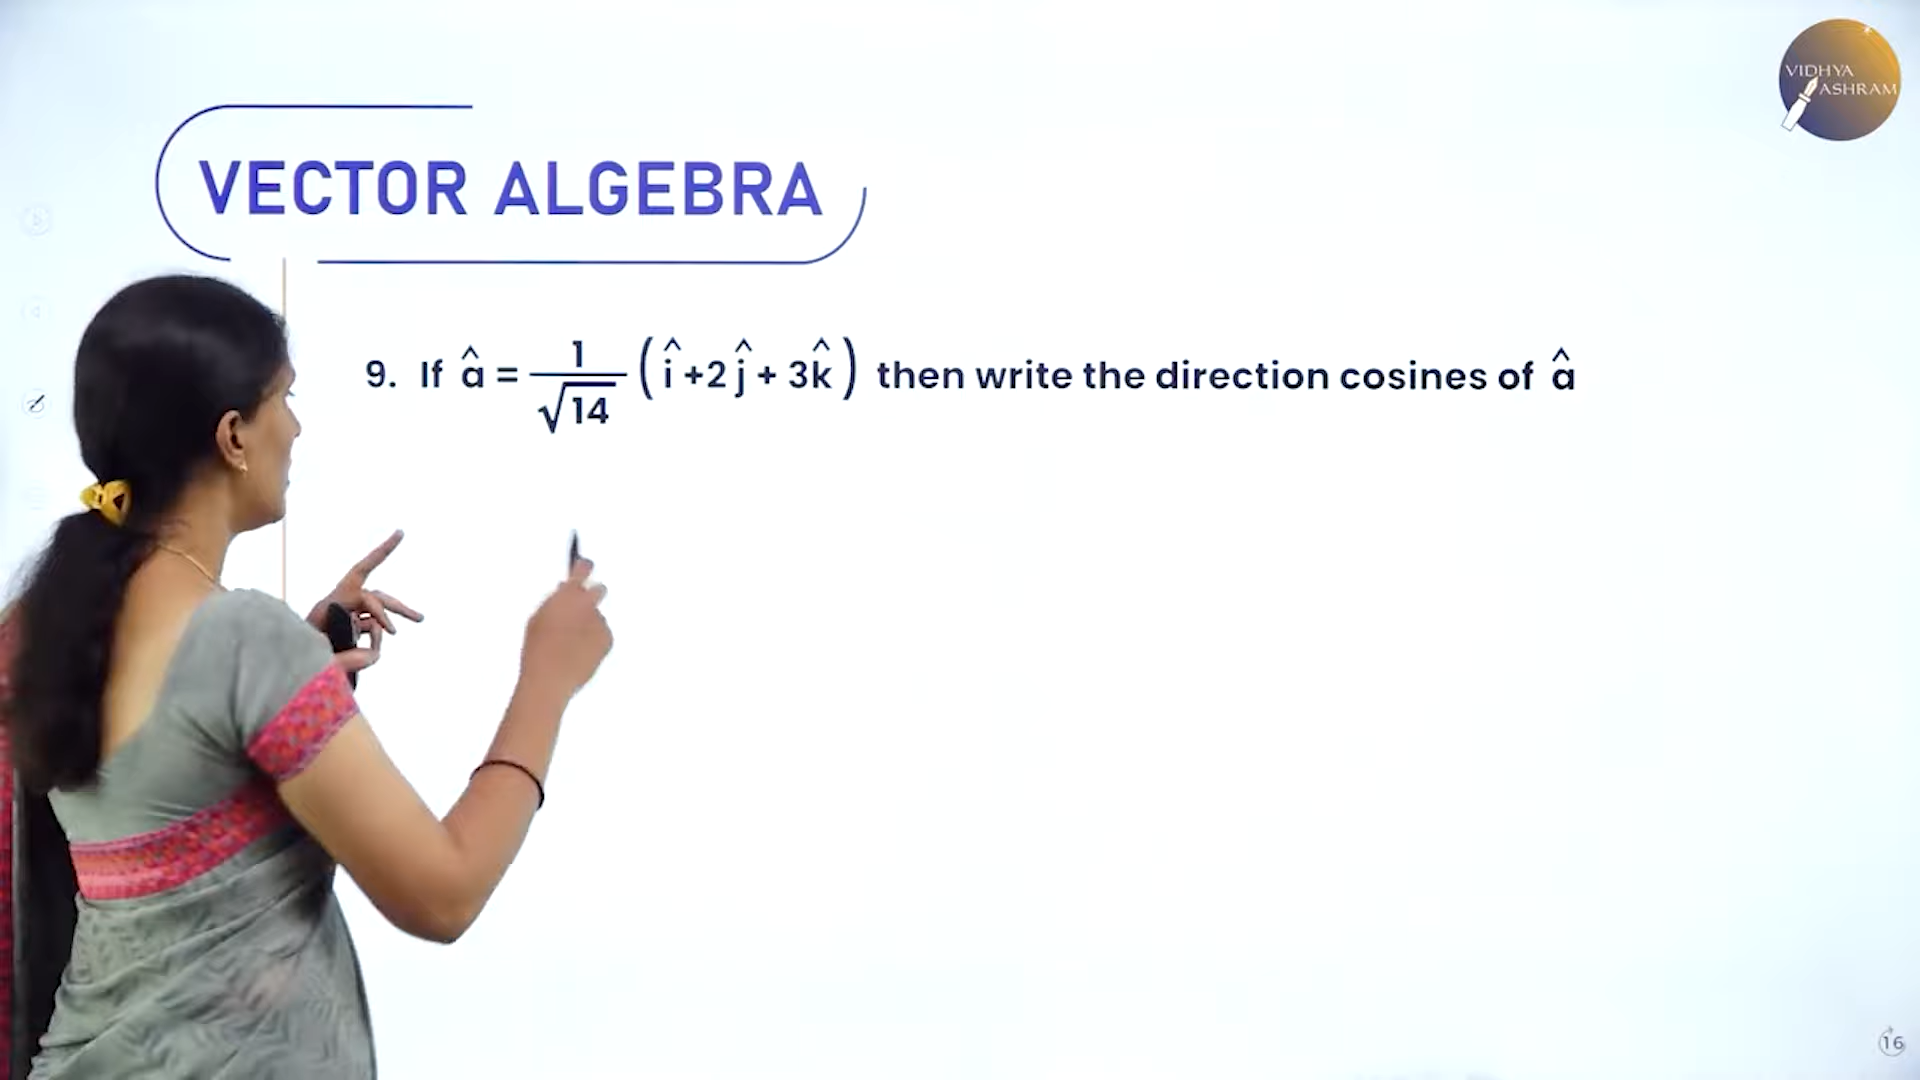 VIDHYA
ASHRAM
VECTOR ALGEBRA
9. If â = 1/√14 (î +2ĵ + 3k̂) then write the direction cosines of â
16